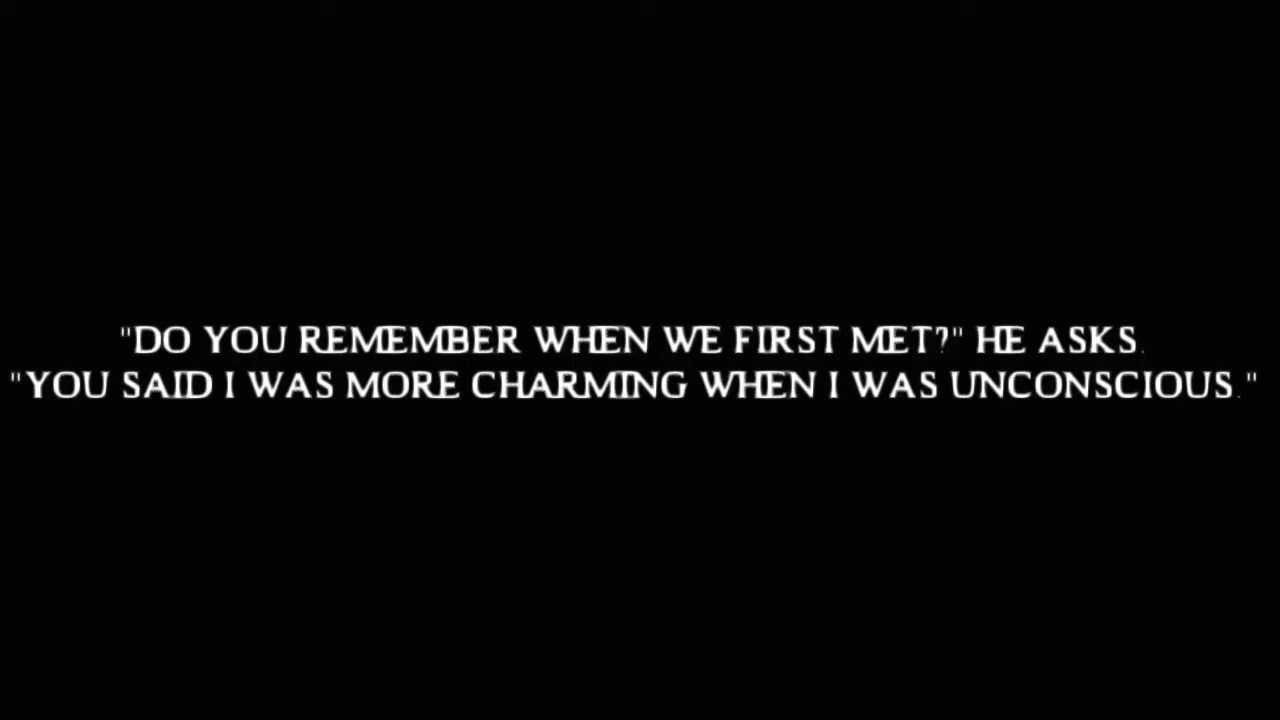 "DO YOU REMEMBER WHEN WE FIRST MET?" HE ASKS.
"YOU SAID I WAS MORE CHARMING WHEN I WAS UNCONSCIOUS."